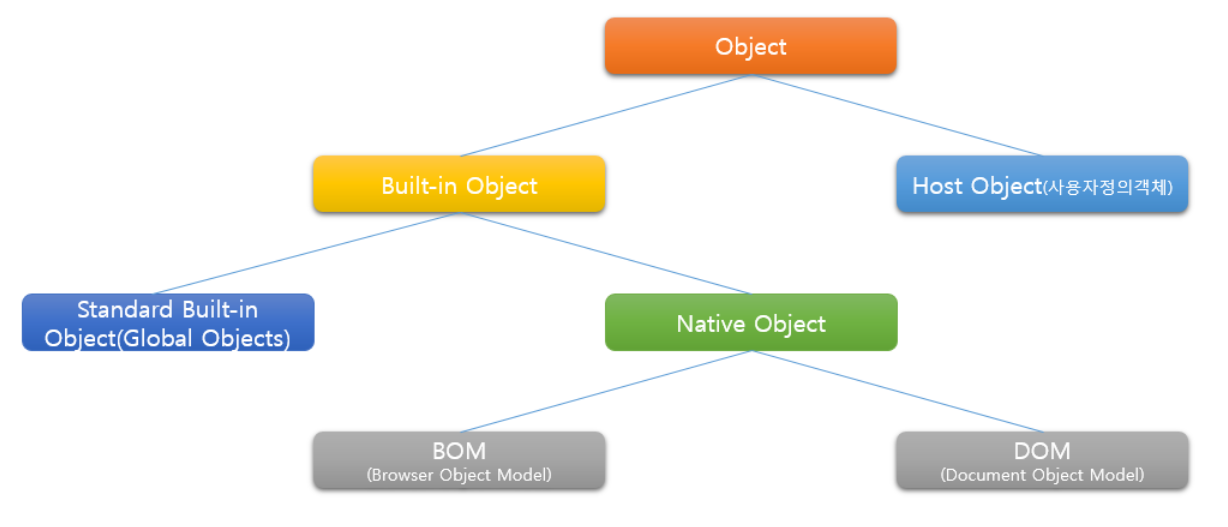 Object
Built-in Object
Host Object(사용자정의객체)
Standard Built-in
Object(Global Objects)
Native Object
BOM
(Browser Object Model)
DOM
(Document Object Model)